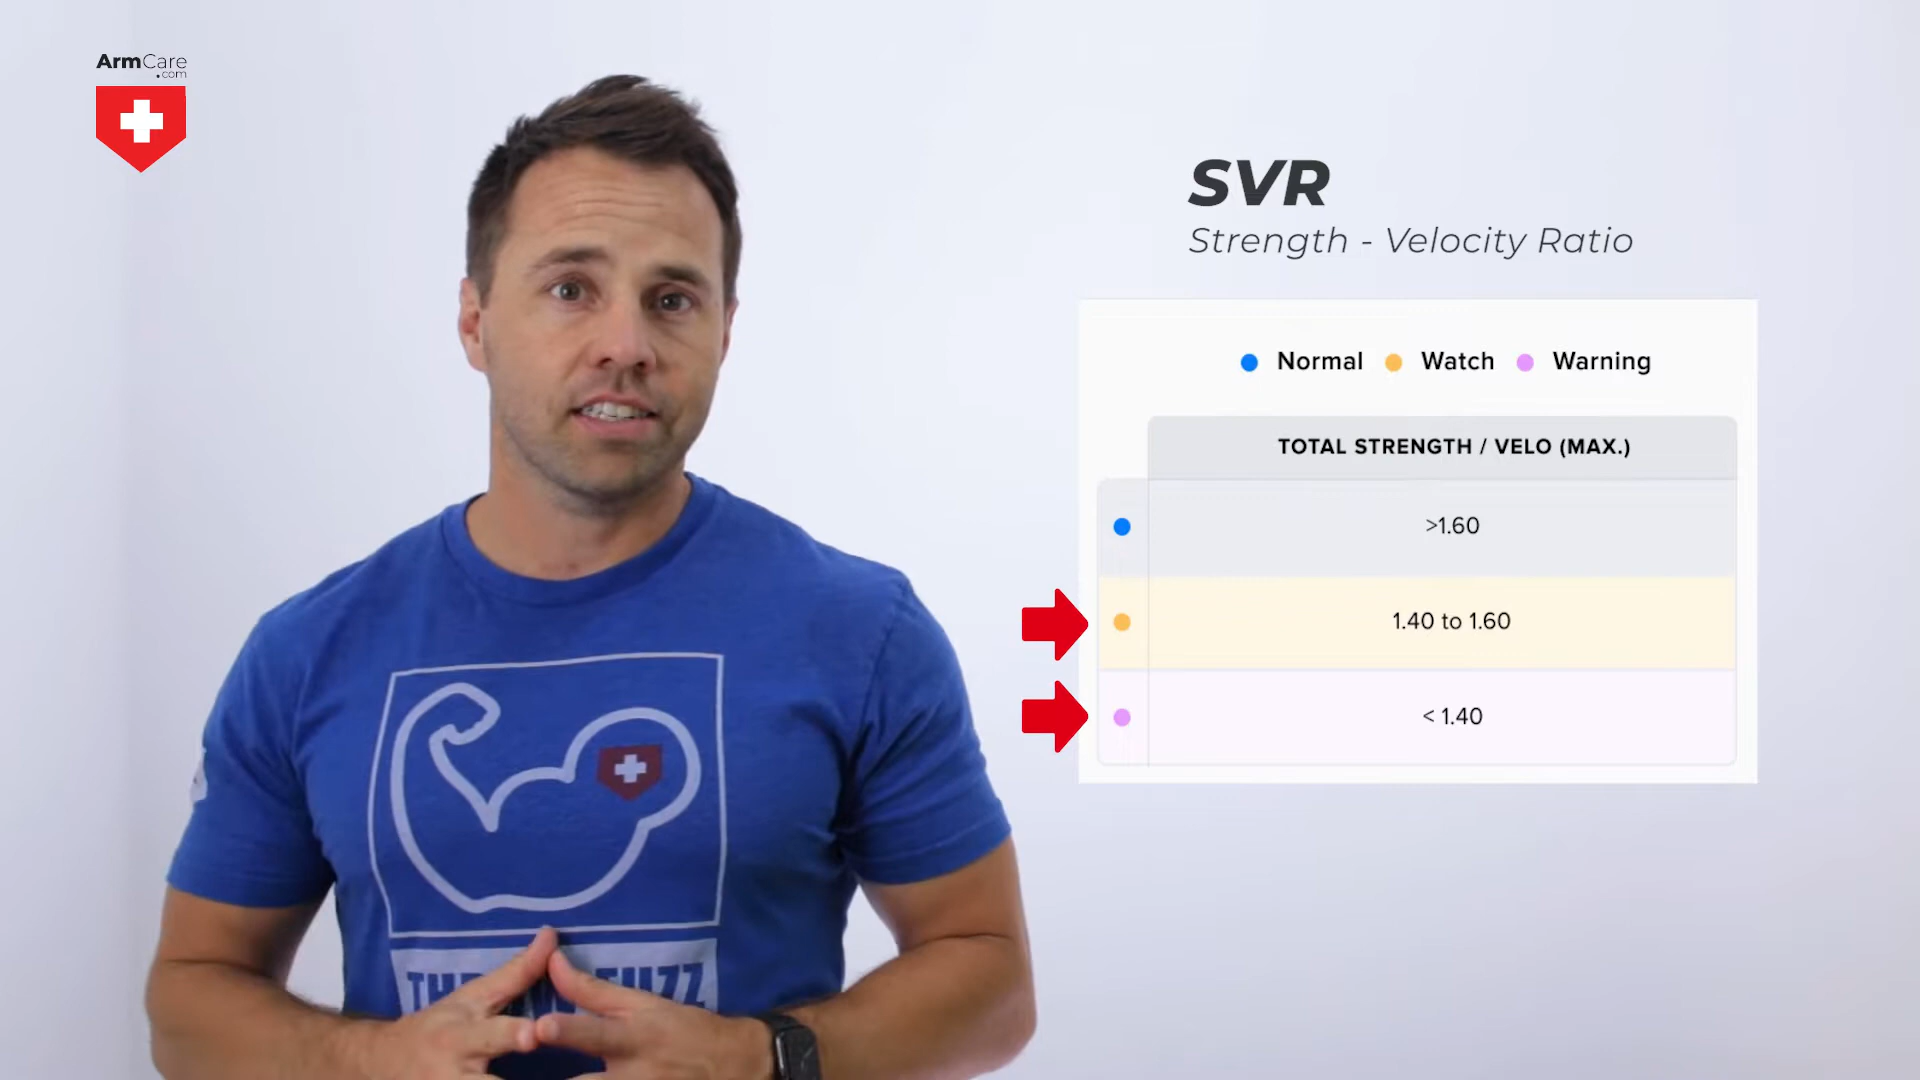 ArmCare
.com
SVR
Strength - Velocity Ratio
Normal Watch Warning
TOTAL STRENGTH / VELO (MAX.)
>1.60
1.40 to 1.60
< 1.40